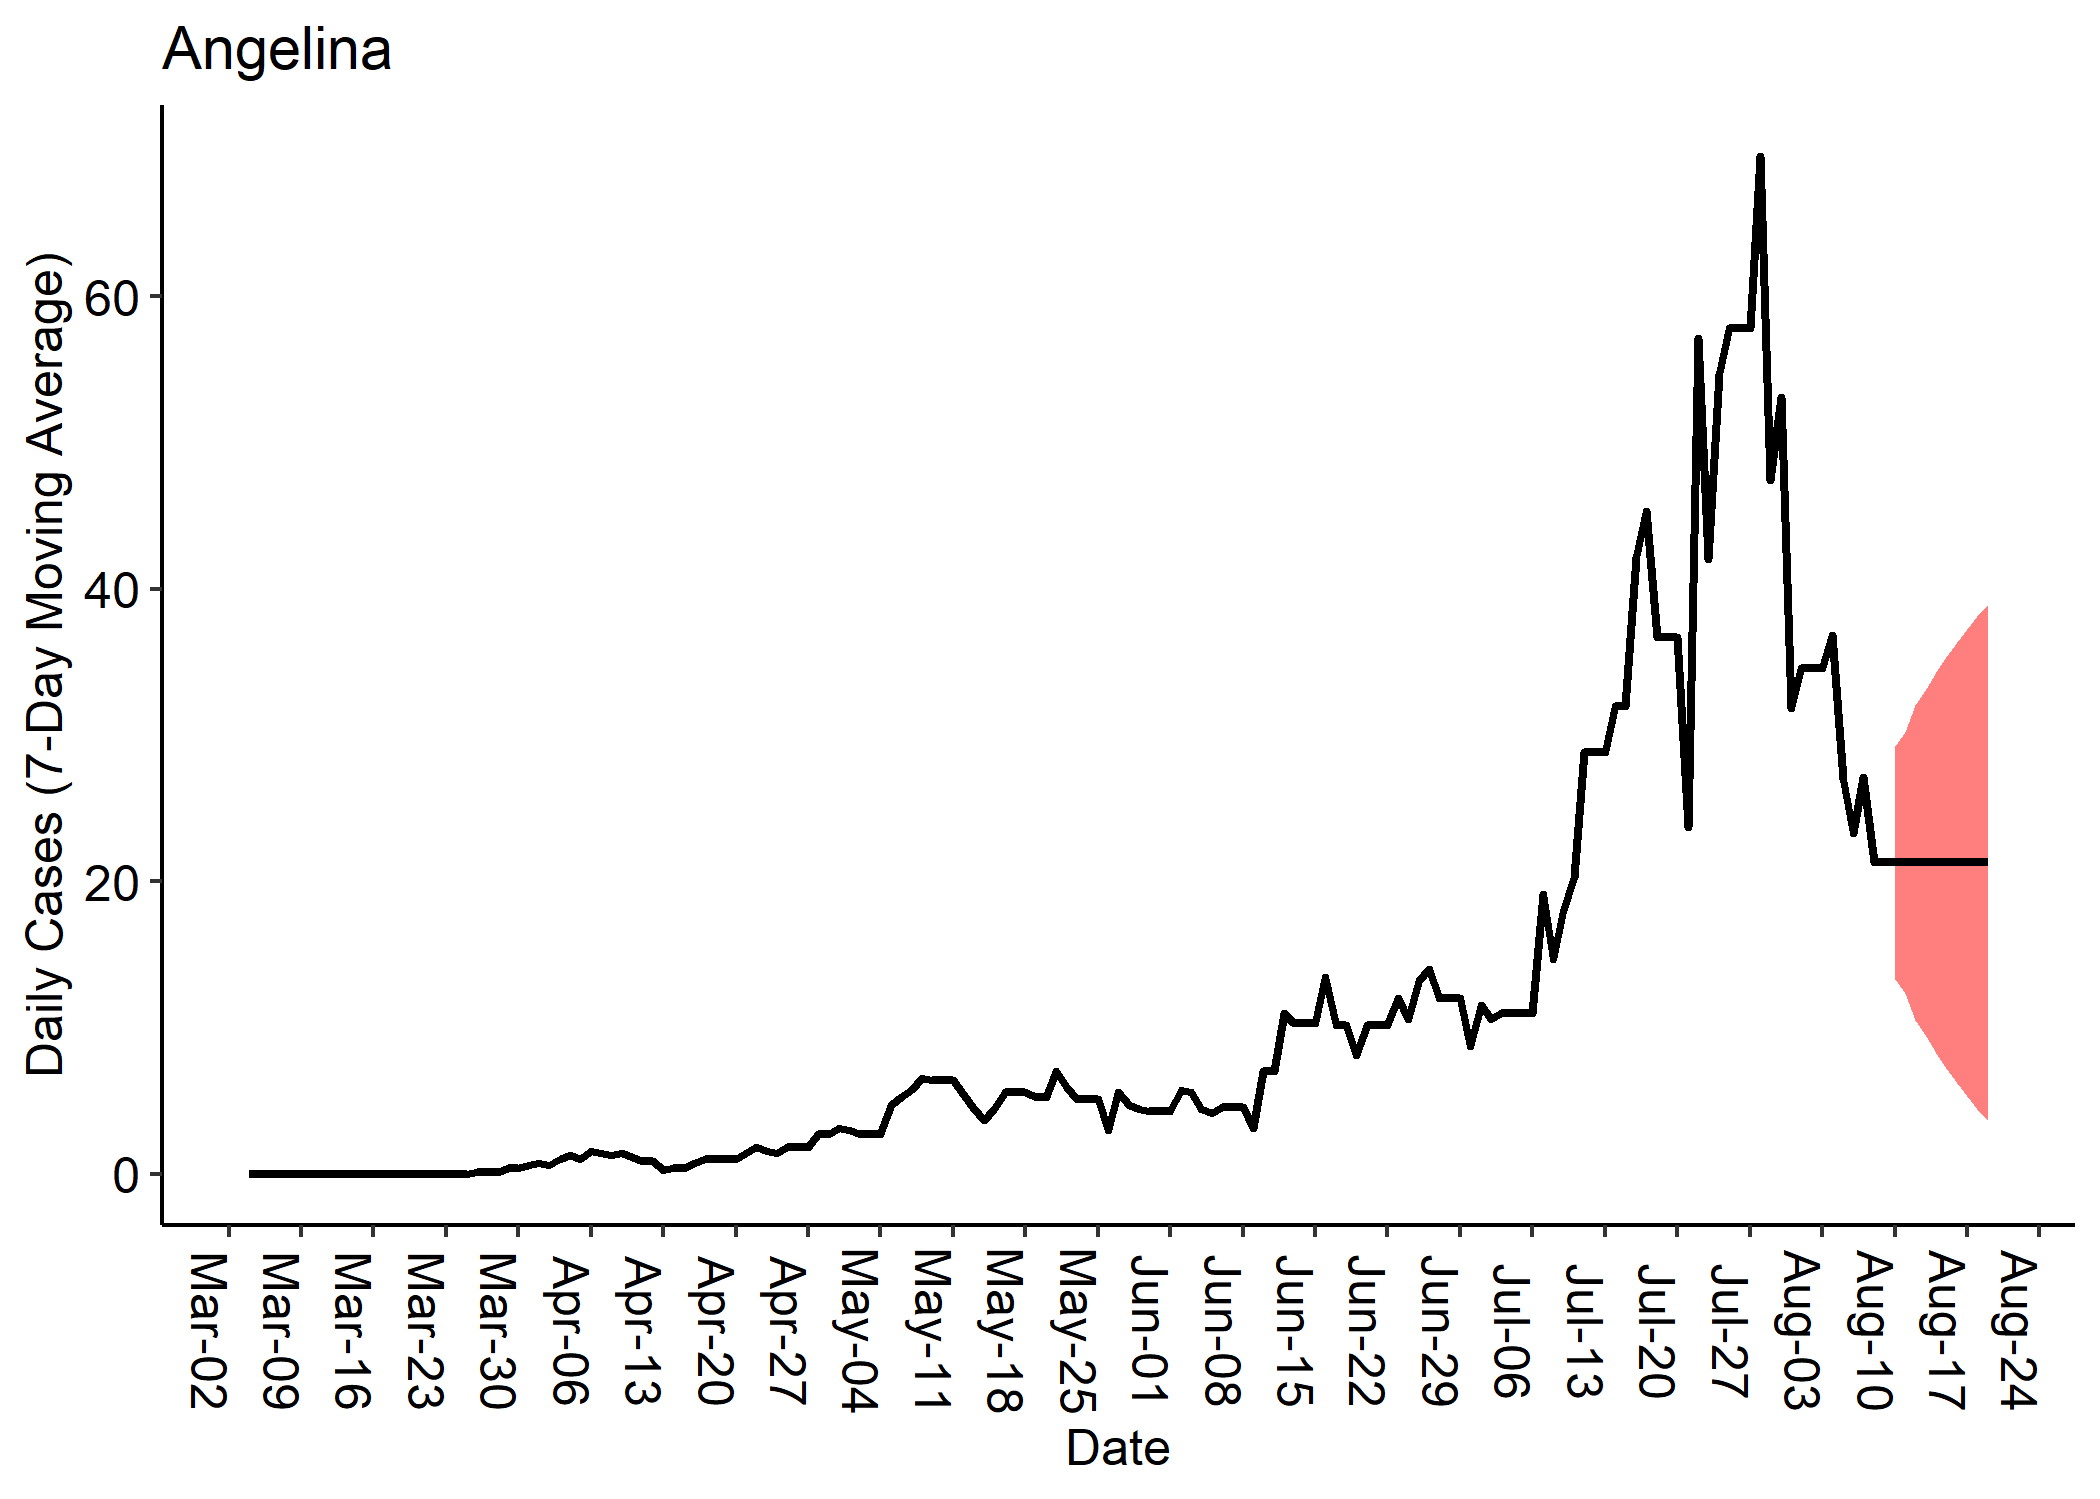 Angelina
Daily Cases (7-Day Moving Average)
60
40
20
0
Mar-02
Mar-09
Mar-16
Mar-23
Mar-30
Apr-06
Apr-13
Apr-20
Apr-27
May-04
May-11
May-18
May-25
Jun-01
Jun-08
Jun-15
Jun-22
Jun-29
Jul-06
Jul-13
Jul-20
Jul-27
Aug-03
Aug-10
Aug-17
Aug-24
Date